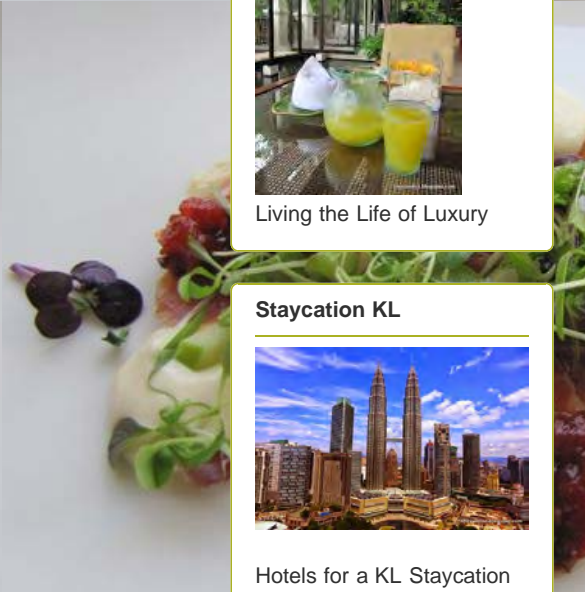 Living the Life of Luxury
Staycation KL
Hotels for a KL Staycation